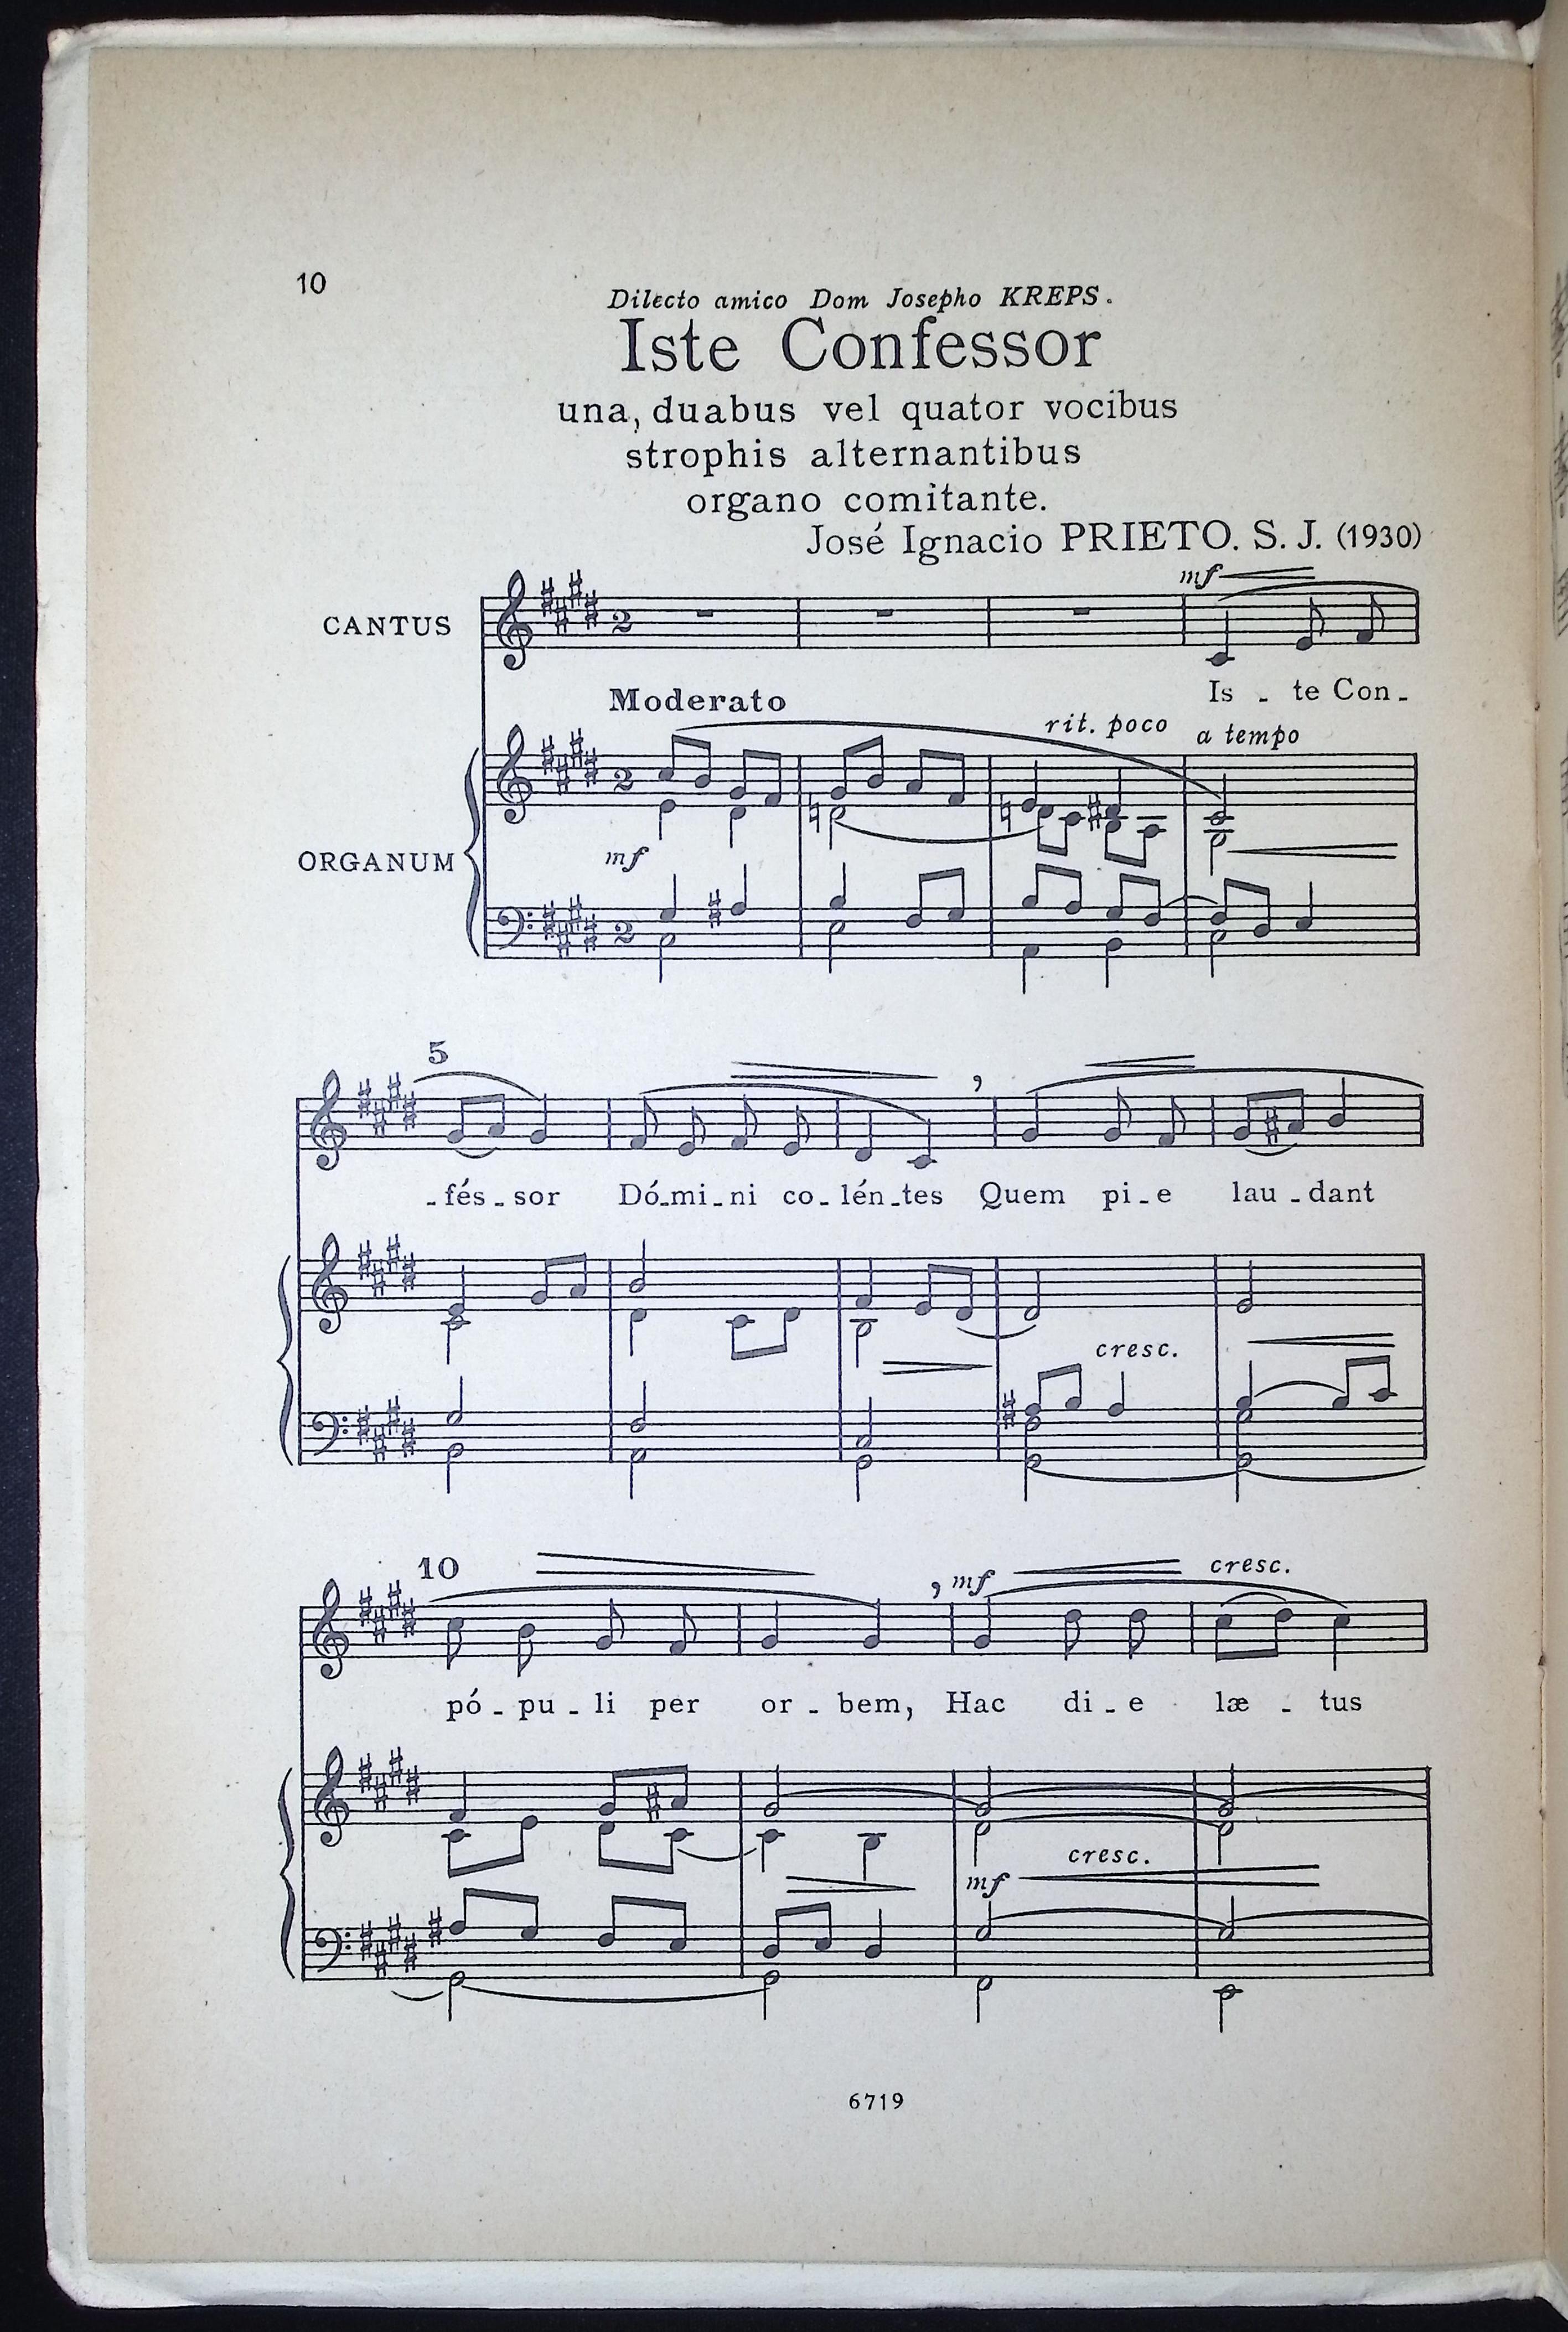 10
Dilecto amico Dom Josepho KREPS.
Iste Confessor
una, duabus vel quator vocibus
strophis alternantibus
organo comitante.
José Ignacio PRIETO. S. J. (1930)
mf
CANTUS
2
Is - te Con -
Moderato
rit. poco a tempo
2
ORGANUM
mf
2
5
- fés - sor Dó - mi - ni co - lén - tes Quem pi - e lau - dant
cresc.
10
, mf cresc.
pó - pu - li per or - bem, Hac di - e læ - tus
cresc.
mf
6719